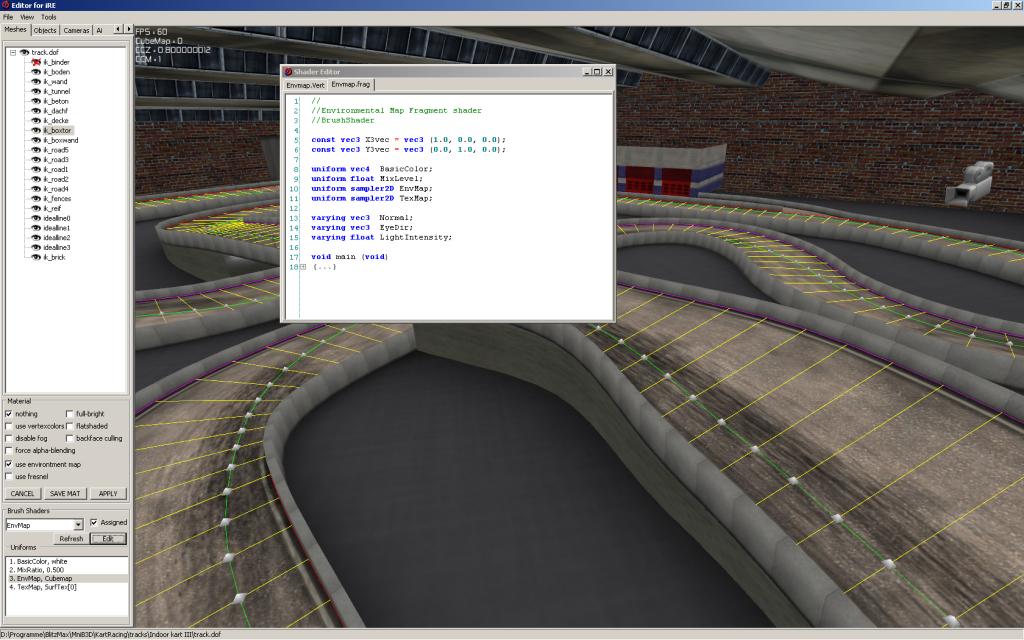 Editor for iRE
File View Tools
Meshes Objects Cameras AI
track.dof
ik_binder
ik_boden
ik_wand
ik_tunnel
ik_beton
ik_dachf
ik_decke
ik_boxtor
ik_boxwand
ik_road5
ik_road3
ik_road1
ik_road2
ik_road4
ik_fences
ik_reif
idealline0
idealline1
idealline2
idealline3
ik_brick
FPS : 60
CubeMap : 0
CCZ : 0.800000012
CCM : 1
Shader Editor
Envmap.Vert Envmap.frag
1 //
2 //Environmental Map Fragment shader
3 //BrushShader
4
5 const vec3 X3vec = vec3 (1.0, 0.0, 0.0);
6 const vec3 Y3vec = vec3 (0.0, 1.0, 0.0);
7
8 uniform vec4 BasicColor;
9 uniform float MixLevel;
10 uniform sampler2D EnvMap;
11 uniform sampler2D TexMap;
12
13 varying vec3 Normal;
14 varying vec3 EyeDir;
15 varying float LightIntensity;
16
17 void main (void)
18 {...}
Material
nothing full-bright
use vertexcolors flatshaded
disable fog backface culling
force alpha-blending
use environtment map
use fresnel
CANCEL SAVE MAT APPLY
Brush Shaders
EnvMap Assigned
Refresh Edit
Uniforms
1. BasicColor, white
2. MixRatio, 0.500
3. EnvMap, Cubemap
4. TexMap, SurfTex[0]
D:\Programme\BlitzMax\MniB3D\KartRacing\tracks\Indoor kart III\track.dof